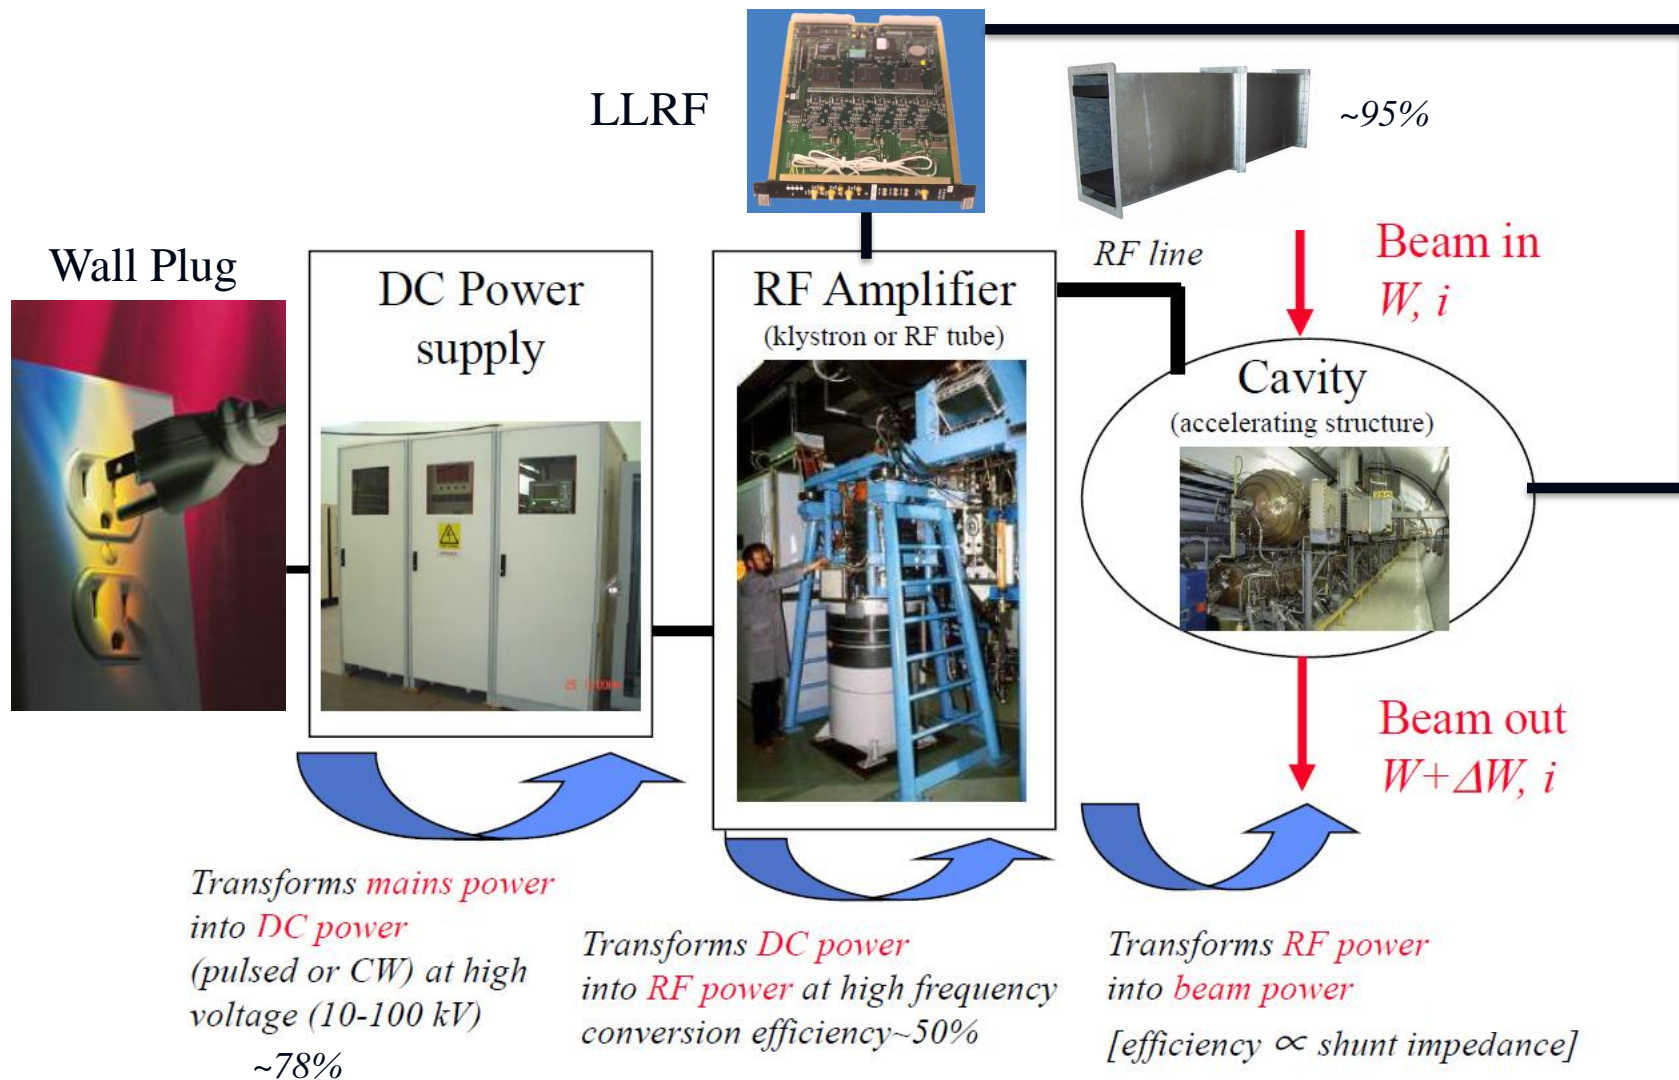 LLRF
~95%
Wall Plug
DC Power
supply
RF Amplifier
(klystron or RF tube)
RF line
Beam in
W, i
Cavity
(accelerating structure)
Beam out
W+ΔW, i
Transforms mains power
into DC power
(pulsed or CW) at high
voltage (10-100 kV)
~78%
Transforms DC power
into RF power at high frequency
conversion efficiency~50%
Transforms RF power
into beam power
[efficiency ∝ shunt impedance]